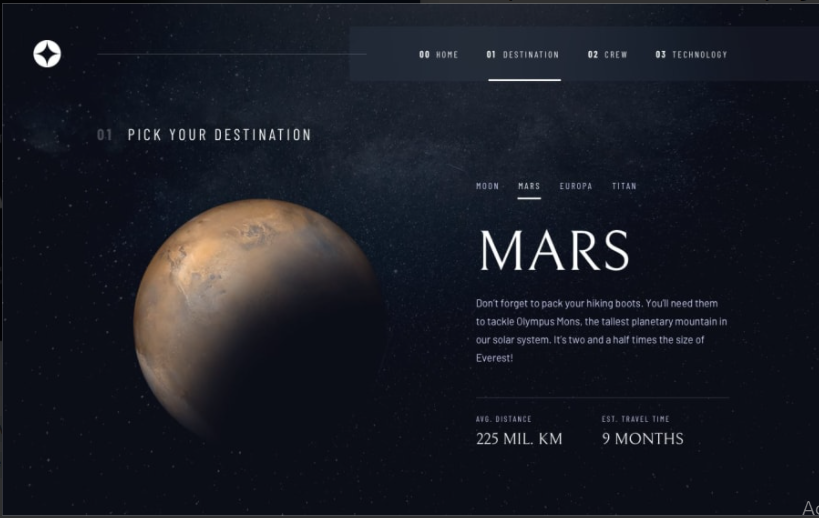 00 HOME 01 DESTINATION 02 CREW 03 TECHNOLOGY
01 PICK YOUR DESTINATION
MOON MARS EUROPA TITAN
MARS
Don't forget to pack your hiking boots. You'll need them
to tackle Olympus Mons, the tallest planetary mountain in
our solar system. It's two and a half times the size of
Everest!
AVG. DISTANCE EST. TRAVEL TIME
225 MIL. KM 9 MONTHS